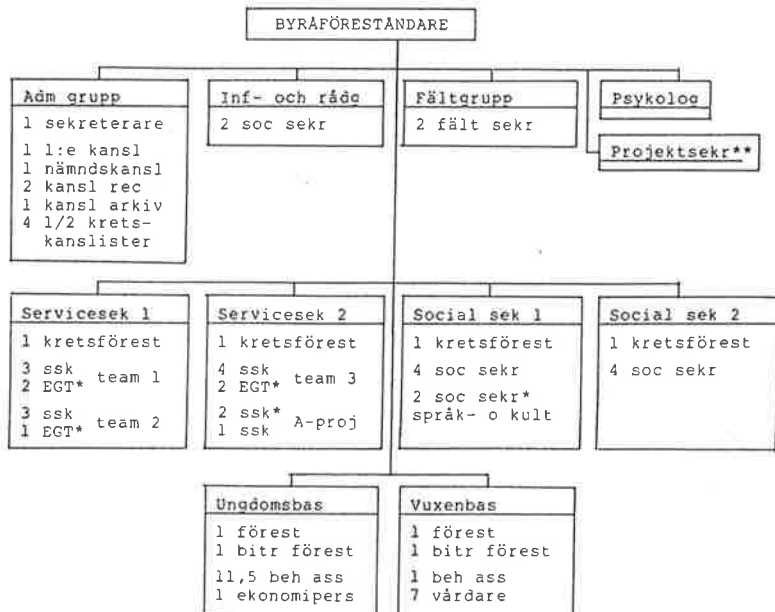 BYRÅFÖRESTÅNDARE
Adm grupp
1 sekreterare
1 1:e kansl
1 nämndskansl
2 kansl rec
1 kansl arkiv
4 1/2 krets-
kanslister
Inf- och rådg
2 soc sekr
Fältgrupp
2 fält sekr
Psykolog
Projektsekr**
Servicesek 1
1 kretsförest
3 ssk
2 EGT* team 1
3 ssk
1 EGT* team 2
Servicesek 2
1 kretsförest
4 ssk
2 EGT* team 3
2 ssk*
1 ssk A-proj
Social sek 1
1 kretsförest
4 soc sekr
2 soc sekr*
språk- o kult
Social sek 2
1 kretsförest
4 soc sekr
Ungdomsbas
1 förest
1 bitr förest
11,5 beh ass
1 ekonomipers
Vuxenbas
1 förest
1 bitr förest
1 beh ass
7 vårdare